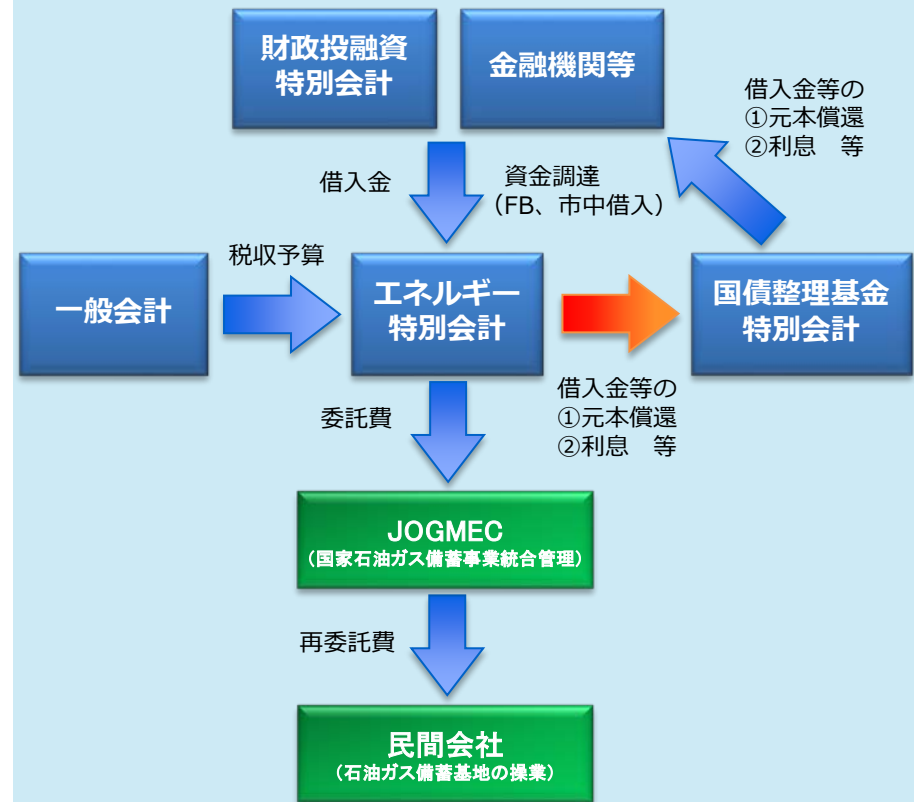 財政投融資
特別会計
金融機関等
借入金等の
①元本償還
②利息　等
借入金
資金調達
（FB、市中借入）
税収予算
一般会計
エネルギー
特別会計
国債整理基金
特別会計
借入金等の
①元本償還
②利息　等
委託費
JOGMEC
（国家石油ガス備蓄事業統合管理）
再委託費
民間会社
（石油ガス備蓄基地の操業）